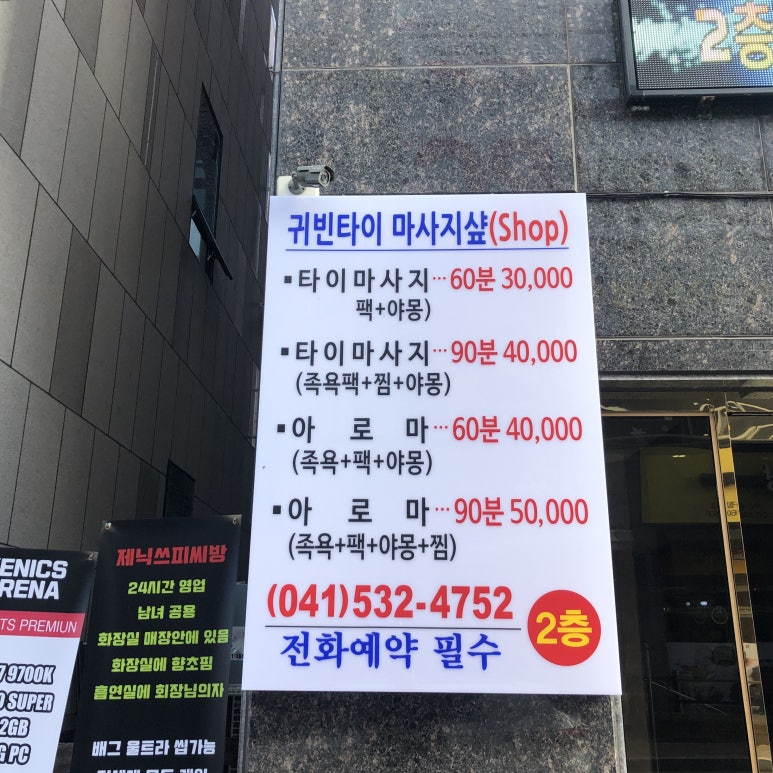 2층
귀빈타이 마사지샾(Shop)
▪타이마사지···60분 30,000
팩+야몽)
▪타이마사지···90분 40,000
(족욕팩+찜+야몽)
▪아 로 마···60분 40,000
(족욕+팩+야몽)
▪아 로 마···90분 50,000
(족욕+팩+야몽+찜)
(041)532-4752
전화예약 필수
2층
ENICS
RENA
TS PREMIUN
7 9700K
SUPER
2GB
PC
제닉쓰피씨방
24시간 영업
남녀 공용
화장실 매장안에 있음
화장실에 향초핌
흡연실에 회장님의자
배그 울트라 씹가능